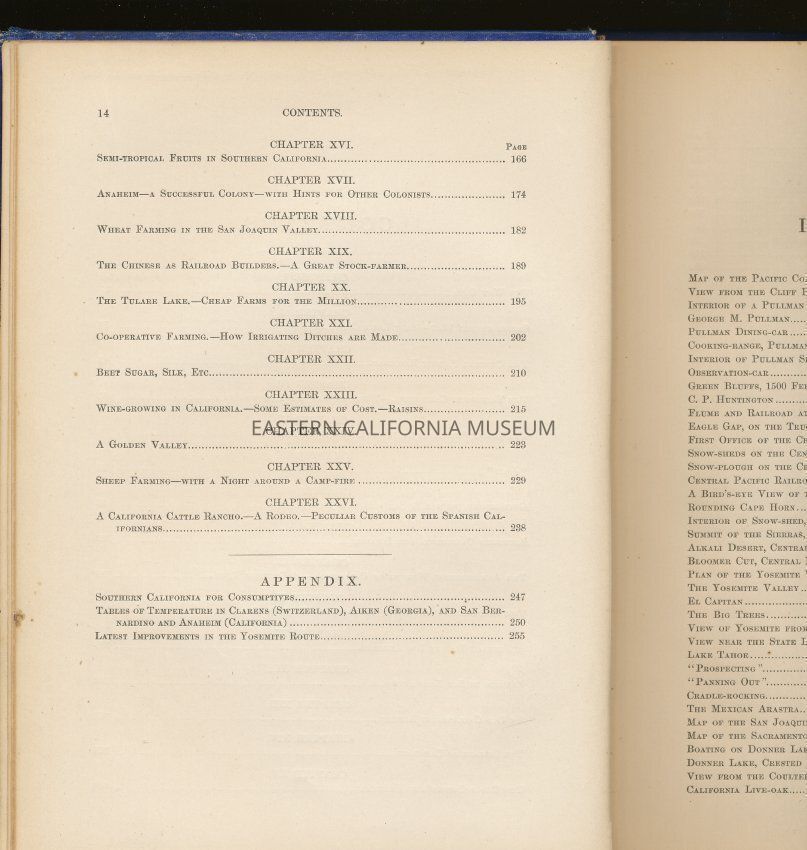 14 CONTENTS.
CHAPTER XVI.
Page
Semi-tropical Fruits in Southern California 166
CHAPTER XVII.
Anaheim—a Successful Colony—with Hints for Other Colonists 174
CHAPTER XVIII.
Wheat Farming in the San Joaquin Valley 182
CHAPTER XIX.
The Chinese as Railroad Builders.—A Great Stock-farmer 189
CHAPTER XX.
The Tulare Lake.—Cheap Farms for the Million 195
CHAPTER XXI.
Co-operative Farming.—How Irrigating Ditches are Made 202
CHAPTER XXII.
Beet Sugar, Silk, Etc. 210
CHAPTER XXIII.
Wine-growing in California.—Some Estimates of Cost.—Raisins 215
CHAPTER XXIV.
EASTERN CALIFORNIA MUSEUM
A Golden Valley 223
CHAPTER XXV.
Sheep Farming—with a Night around a Camp-fire 229
CHAPTER XXVI.
A California Cattle Rancho.—A Rodeo.—Peculiar Customs of the Spanish Cal-
ifornians 238
APPENDIX.
Southern California for Consumptives 247
Tables of Temperature in Clarens (Switzerland), Aiken (Georgia), and San Ber-
nardino and Anaheim (California) 250
Latest Improvements in the Yosemite Route 255
Map of the Pacific
View from the Cliff
Interior of a Pullman
George M. Pullman
Pullman Dining-car
Cooking-range,
Interior of Pullman
Observation-car
Green Bluffs, 1500
C. P. Huntington
Flume and Railroad
Eagle Gap, on the
First Office of the
Snow-sheds on the
Snow-plough on the
Central Pacific
A Bird's-eye View of
Rounding Cape Horn
Interior of Snow-shed,
Summit of the Sierras,
Alkali Desert,
Bloomer Cut, Central
Plan of the Yosemite
The Yosemite Valley
El Capitan
The Big Trees
View of Yosemite from
View near the State
Lake Tahoe
"Prospecting"
"Panning Out"
Cradle-rocking
The Mexican Arastra
Map of the San
Map of the
Boating on Donner
Donner Lake, Crested
View from the
California Live-oak